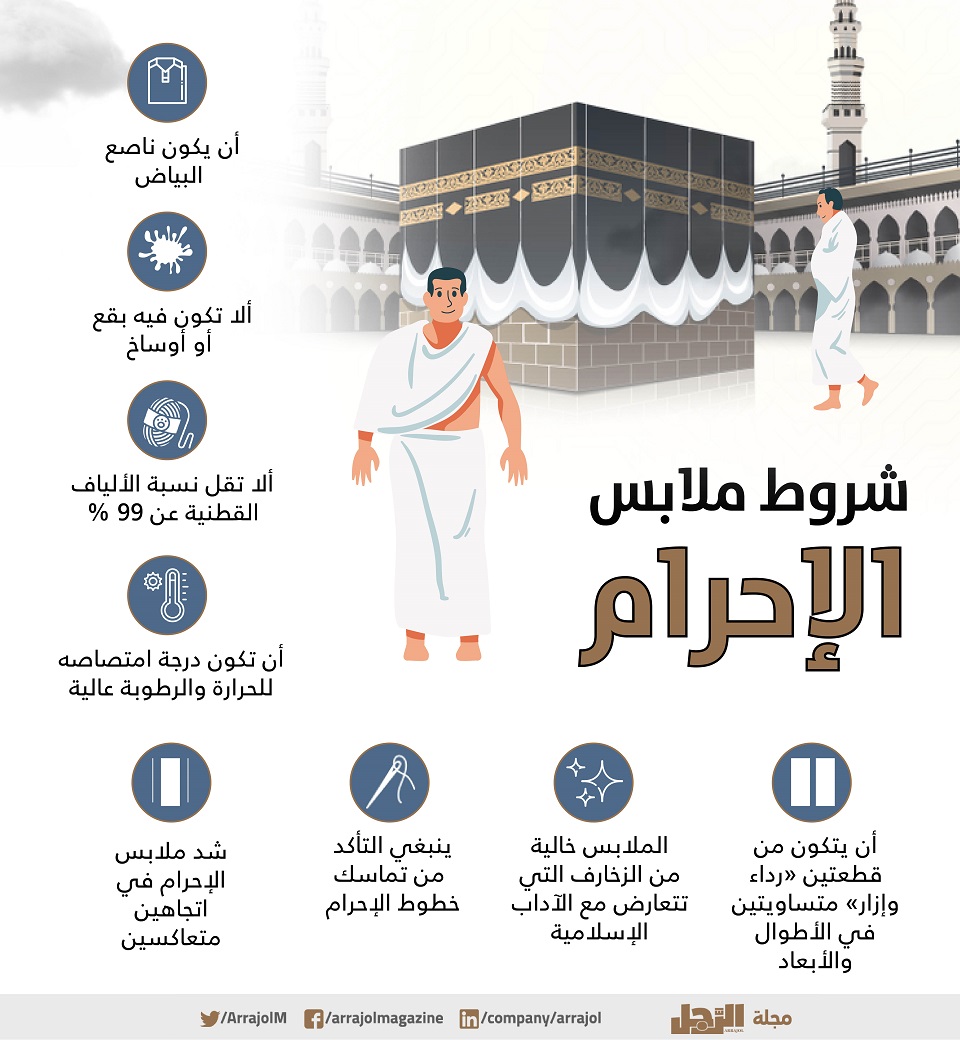 شروط ملابس
الإحرام
أن يكون ناصع
البياض
ألا تكون فيه بقع
أو أوساخ
ألا تقل نسبة الألياف
القطنية عن 99 %
أن تكون درجة امتصاصه
للحرارة والرطوبة عالية
أن يتكون من
قطعتين «رداء
وإزار» متساويتين
في الأطوال
والأبعاد
الملابس خالية
من الزخارف التي
تتعارض مع الآداب
الإسلامية
ينبغي التأكد
من تماسك
خطوط الإحرام
شد ملابس
الإحرام في
اتجاهين
متعاكسين
مجلة الرجل
ARRAJOL
/company/arrajol
/arrajolmagazine
/ArrajolM